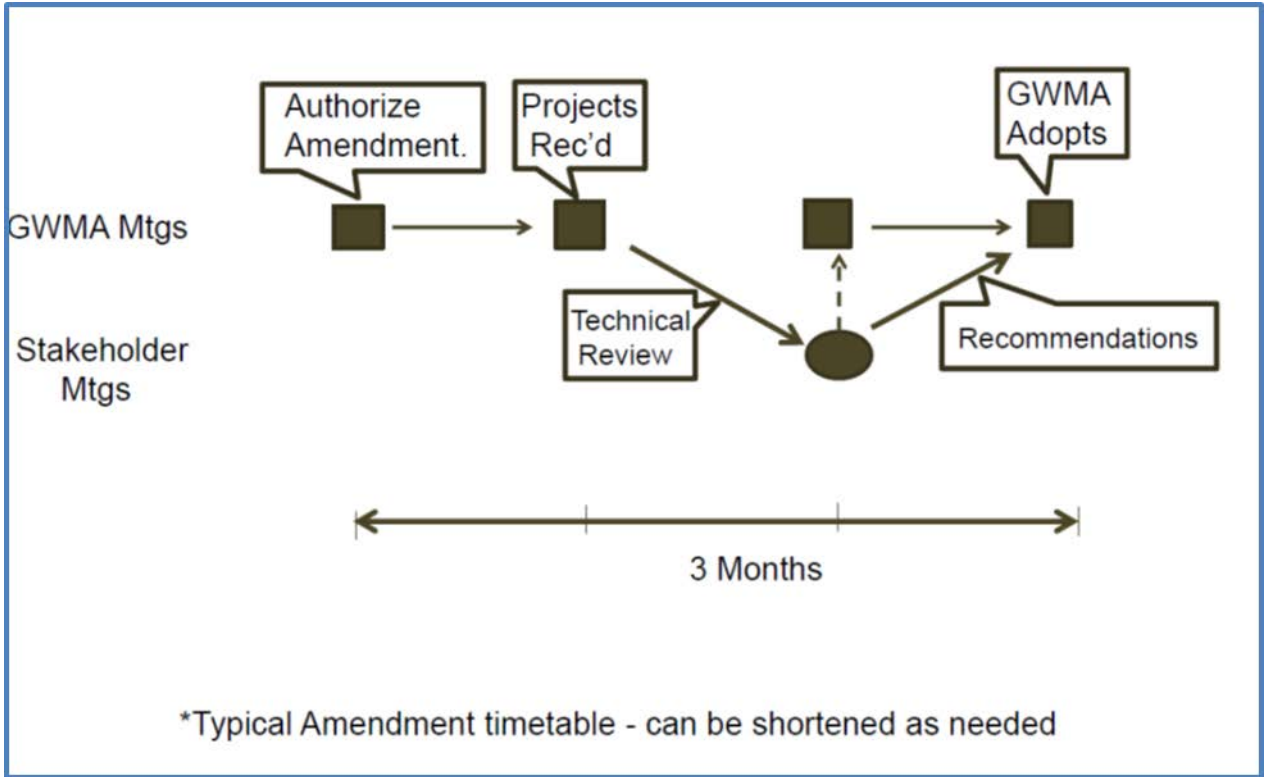 Authorize
Amendment.
Projects
Rec'd
GWMA
Adopts
GWMA Mtgs
Technical
Review
Recommendations
Stakeholder
Mtgs
3 Months
*Typical Amendment timetable - can be shortened as needed